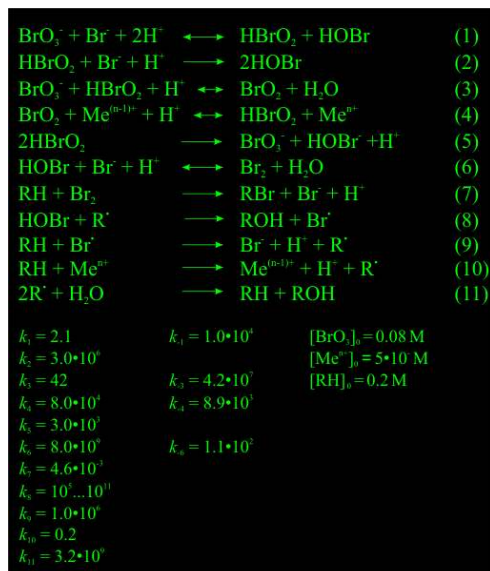 BrO₃⁻ + Br⁻ + 2H⁺ ⟷ HBrO₂ + HOBr (1)
HBrO₂ + Br⁻ + H⁺ ⟶ 2HOBr (2)
BrO₃⁻ + HBrO₂ + H⁺ ⟷ BrO₂ + H₂O (3)
BrO₂ + Me⁽ⁿ⁻¹⁾⁺ + H⁺ ⟷ HBrO₂ + Meⁿ⁺ (4)
2HBrO₂ ⟶ BrO₃⁻ + HOBr⁻ +H⁺ (5)
HOBr + Br⁻ + H⁺ ⟷ Br₂ + H₂O (6)
RH + Br₂ ⟶ RBr + Br⁻ + H⁺ (7)
HOBr + R• ⟶ ROH + Br• (8)
RH + Br• ⟶ Br⁻ + H⁺ + R• (9)
RH + Meⁿ⁺ ⟶ Me⁽ⁿ⁻¹⁾⁺ + H⁺ + R• (10)
2R• + H₂O ⟶ RH + ROH (11)
k₁ = 2.1 k₋₁ = 1.0•10⁴ [BrO₃]₀ = 0.08 M
k₂ = 3.0•10⁶ [Meⁿ⁺]₀ = 5•10 M
k₃ = 42 k₋₃ = 4.2•10⁷ [RH]₀ = 0.2 M
k₄ = 8.0•10⁴ k₋₄ = 8.9•10³
k₅ = 3.0•10³
k₆ = 8.0•10⁹ k₋₆ = 1.1•10²
k₇ = 4.6•10⁻³
k₈ = 10⁵...10¹¹
k₉ = 1.0•10⁶
k₁₀ = 0.2
k₁₁ = 3.2•10⁹